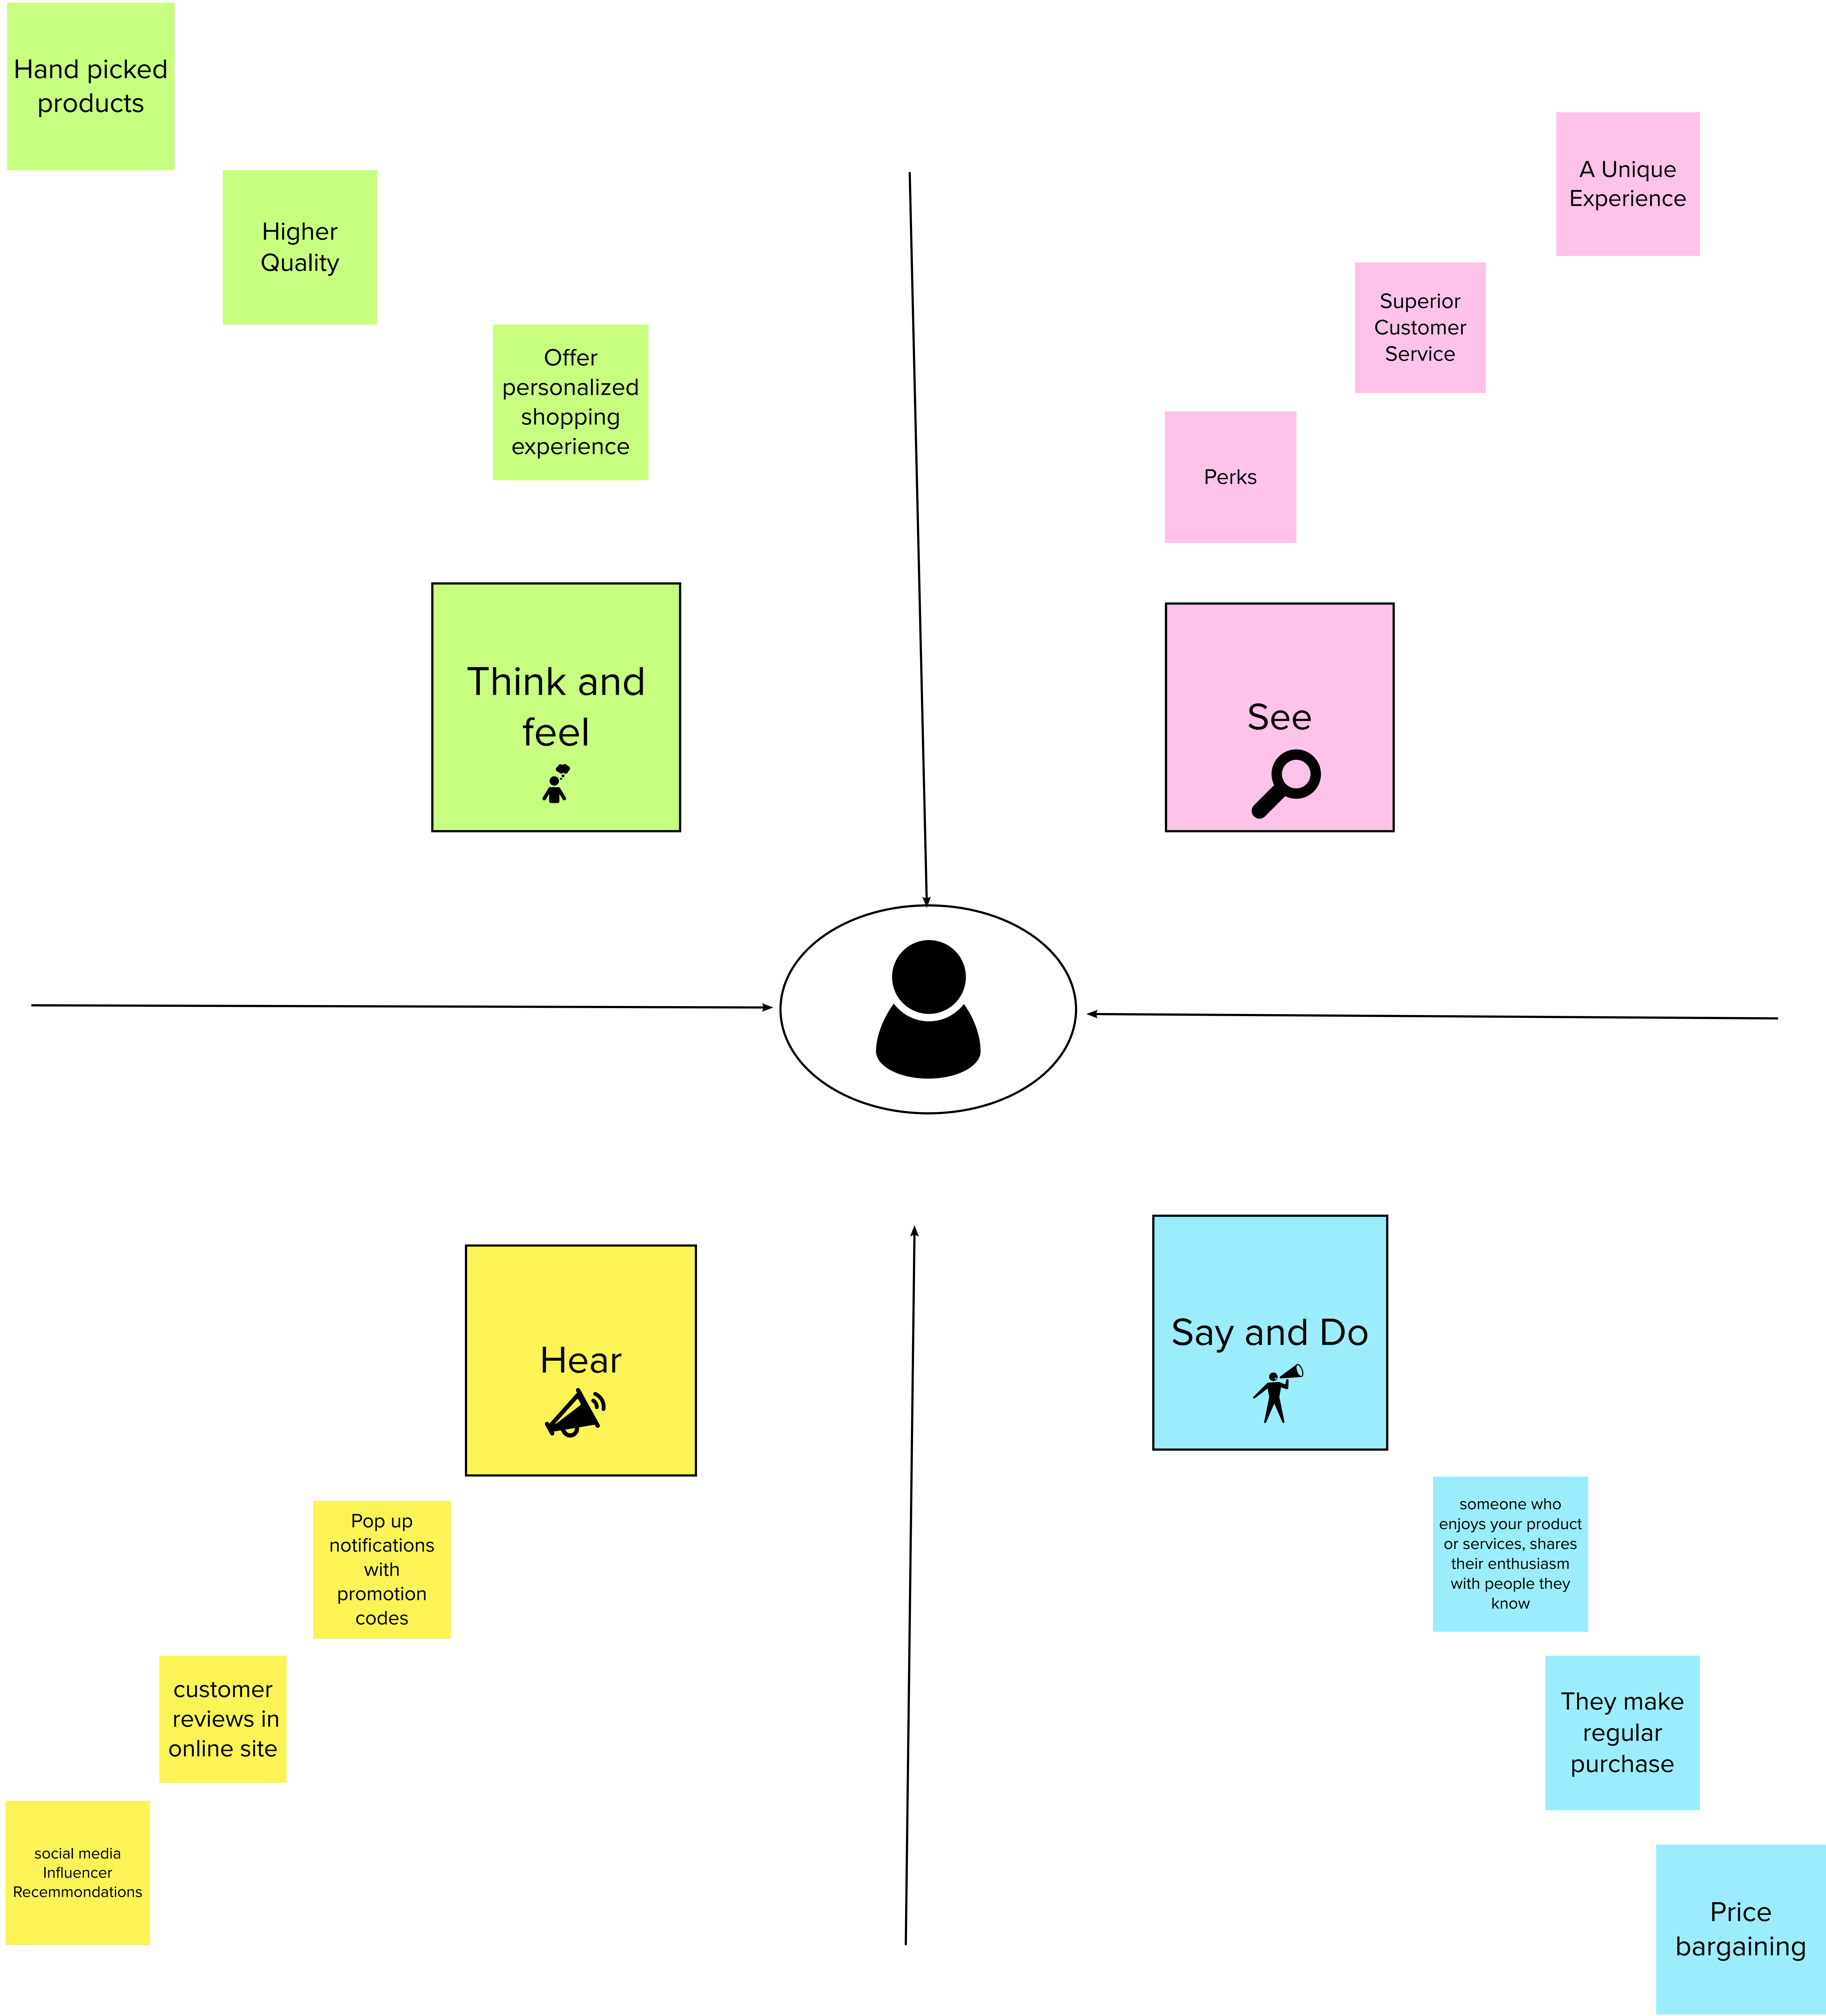 Hand picked
products
Higher
Quality
Offer
personalized
shopping
experience
Think and
feel
A Unique
Experience
Superior
Customer
Service
Perks
See
Hear
Pop up
notifications
with
promotion
codes
customer
reviews in
online site
social media
Influencer
Recemmondations
Say and Do
someone who
enjoys your product
or services, shares
their enthusiasm
with people they
know
They make
regular
purchase
Price
bargaining